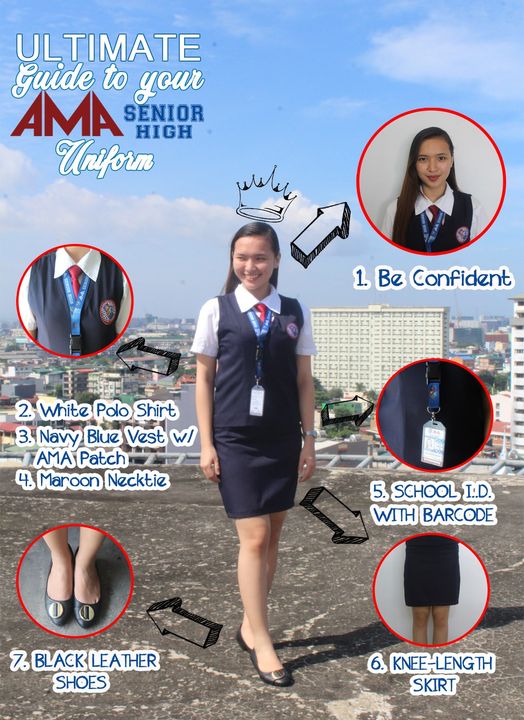 ULTIMATE
Guide to your
AMA SENIOR
HIGH
Uniform
1. Be Confident
2. White Polo Shirt
3. Navy Blue Vest w/
AMA Patch
4. Maroon Necktie
5. SCHOOL I.D.
WITH BARCODE
6. KNEE-LENGTH
SKIRT
7. BLACK LEATHER
SHOES